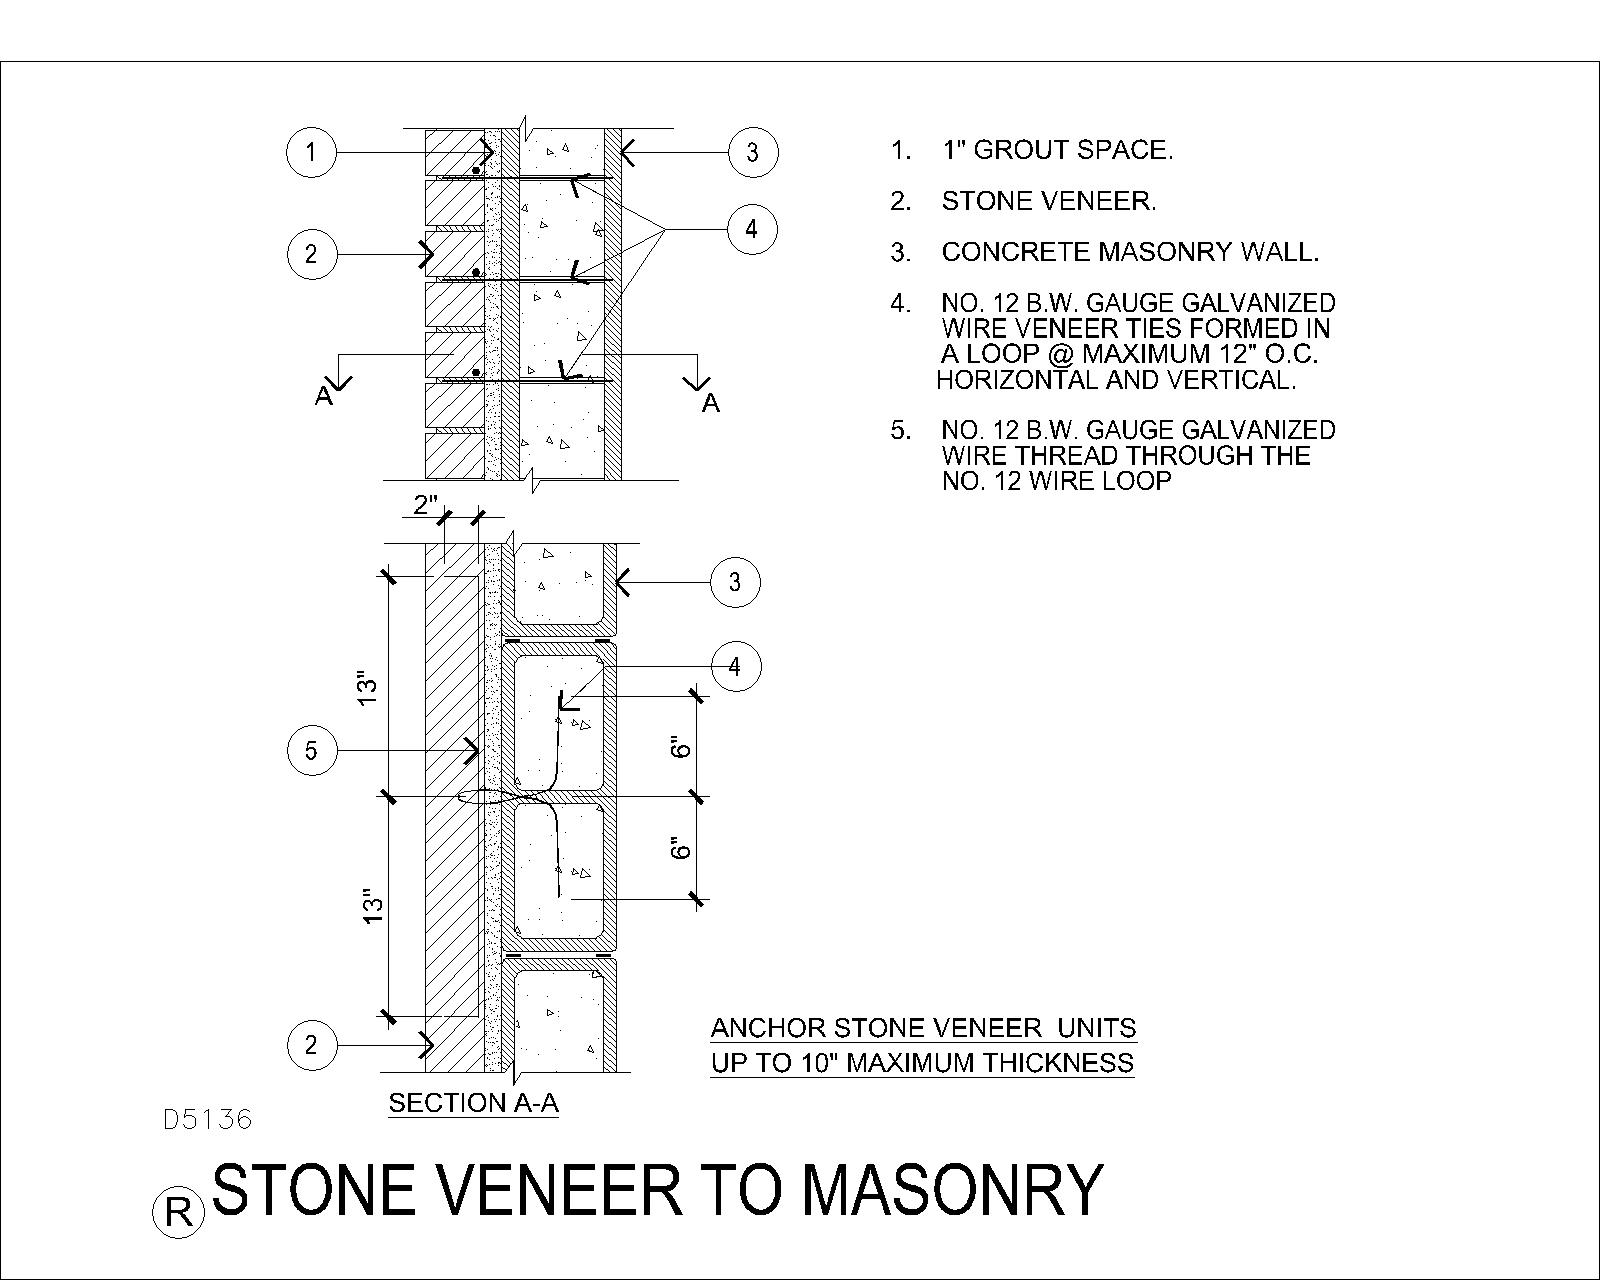 1
3
2
4
A
A
1. 1" GROUT SPACE.
2. STONE VENEER.
3. CONCRETE MASONRY WALL.
4. NO. 12 B.W. GAUGE GALVANIZED
WIRE VENEER TIES FORMED IN
A LOOP @ MAXIMUM 12" O.C.
HORIZONTAL AND VERTICAL.
5. NO. 12 B.W. GAUGE GALVANIZED
WIRE THREAD THROUGH THE
NO. 12 WIRE LOOP
2"
3
4
13"
6"
5
6"
13"
2
ANCHOR STONE VENEER UNITS
UP TO 10" MAXIMUM THICKNESS
SECTION A-A
D5136
R STONE VENEER TO MASONRY